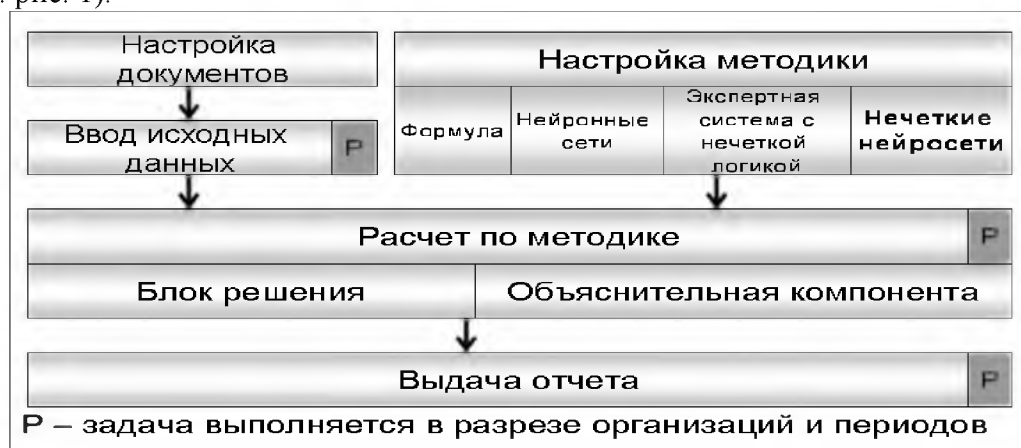 рис. 1).
Настройка
документов
Настройка методики
Ввод исходных
данных
Р
Формула
Нейронные
сети
Экспертная
система с
нечеткой
логикой
Нечеткие
нейросети
Расчет по методике
Р
Блок решения
Объяснительная компонента
Выдача отчета
Р
Р – задача выполняется в разрезе организаций и периодов